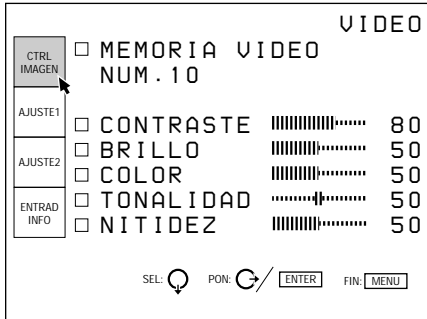 VIDEO
CTRL
IMAGEN
AJUSTE1
AJUSTE2
ENTRAD
INFO
MEMORIA VIDEO
NUM.10
CONTRASTE 80
BRILLO 50
COLOR 50
TONALIDAD 50
NITIDEZ 50
SEL: PON: / ENTER FIN: MENU